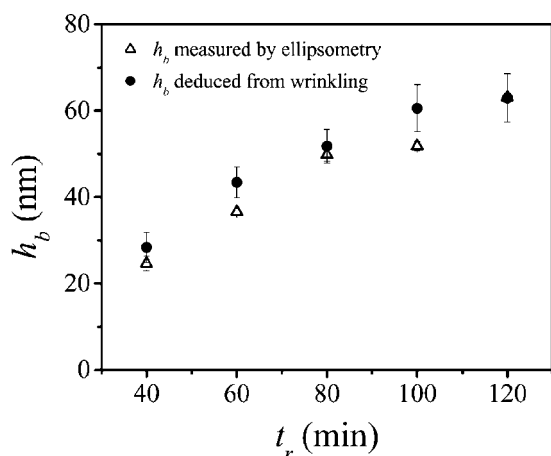 80
60
40
20
0
h_b (nm)
h_b measured by ellipsometry
h_b deduced from wrinkling
40 60 80 100 120
t_r (min)